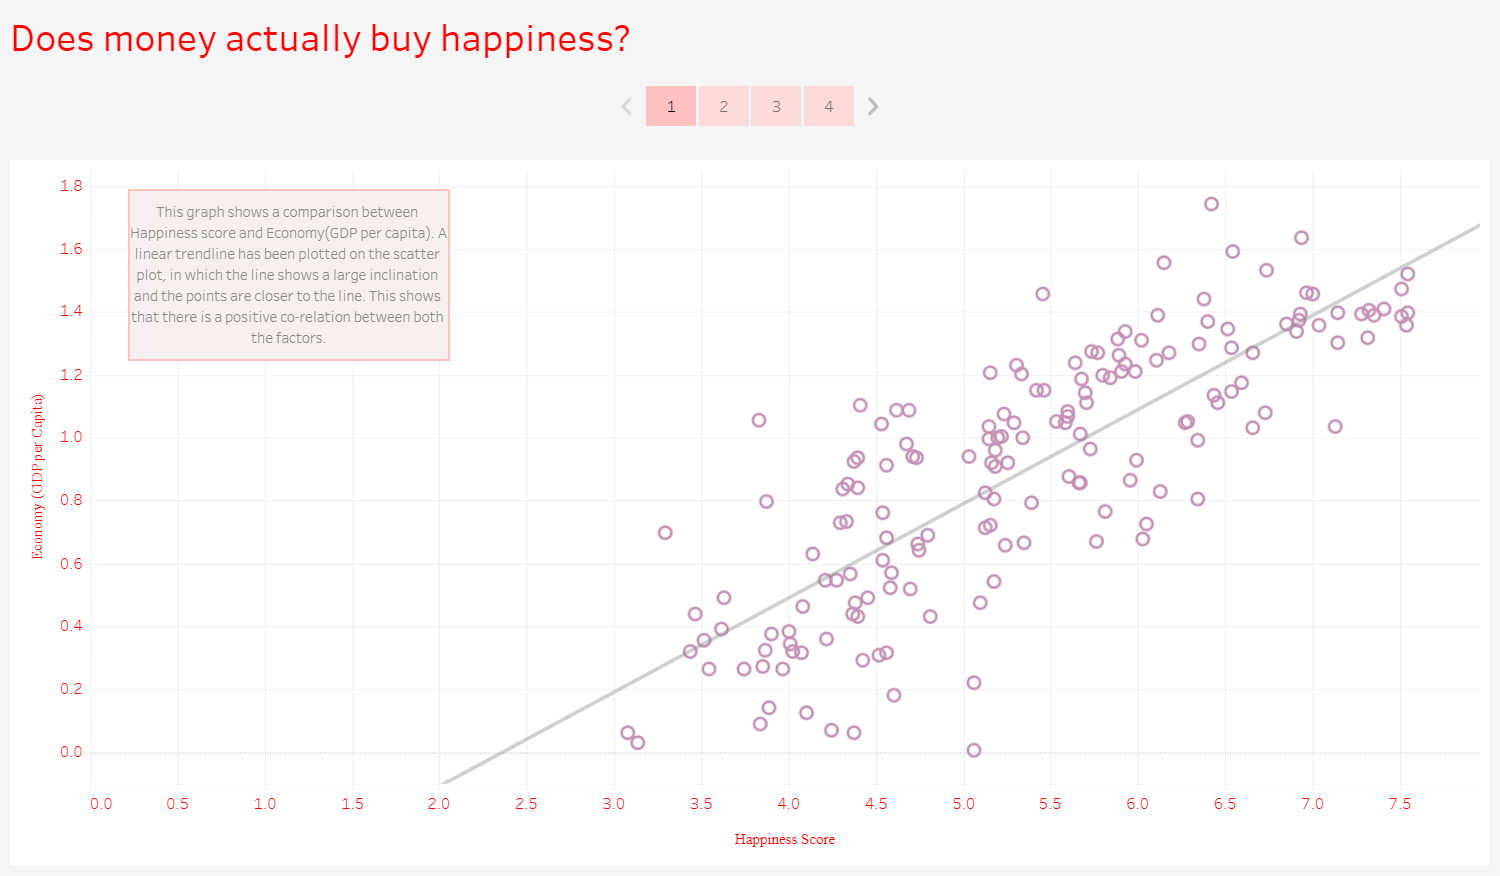 Does money actually buy happiness?
1 2 3 4
This graph shows a comparison between
Happiness score and Economy(GDP per capita). A
linear trendline has been plotted on the scatter
plot, in which the line shows a large inclination
and the points are closer to the line. This shows
that there is a positive co-relation between both
the factors.
Economy (GDP per Capita)
1.8
1.6
1.4
1.2
1.0
0.8
0.6
0.4
0.2
0.0
0.0 0.5 1.0 1.5 2.0 2.5 3.0 3.5 4.0 4.5 5.0 5.5 6.0 6.5 7.0 7.5
Happiness Score